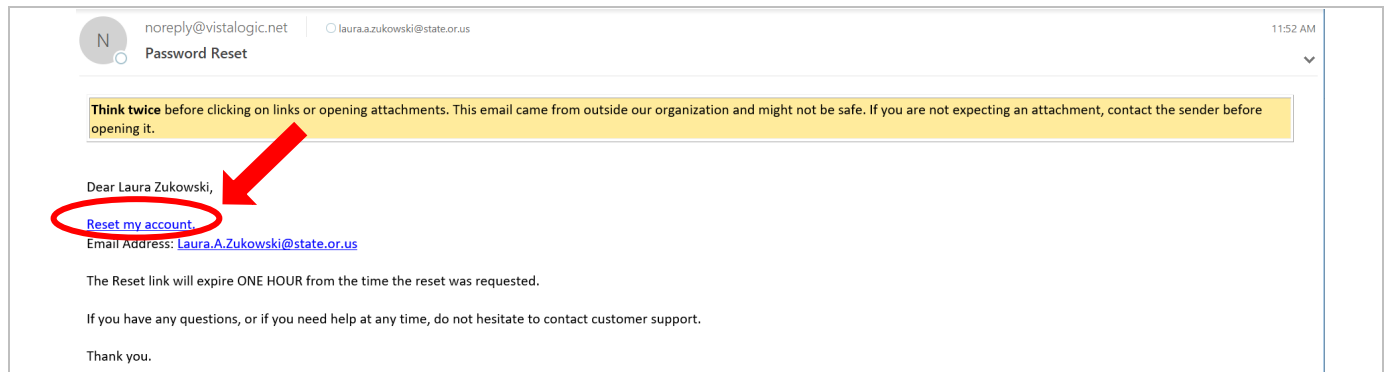 N
noreply@vistalogic.net laura.a.zukowski@state.or.us 11:52 AM
Password Reset
Think twice before clicking on links or opening attachments. This email came from outside our organization and might not be safe. If you are not expecting an attachment, contact the sender before
opening it.
Dear Laura Zukowski,
Reset my account.
Email Address: Laura.A.Zukowski@state.or.us
The Reset link will expire ONE HOUR from the time the reset was requested.
If you have any questions, or if you need help at any time, do not hesitate to contact customer support.
Thank you.